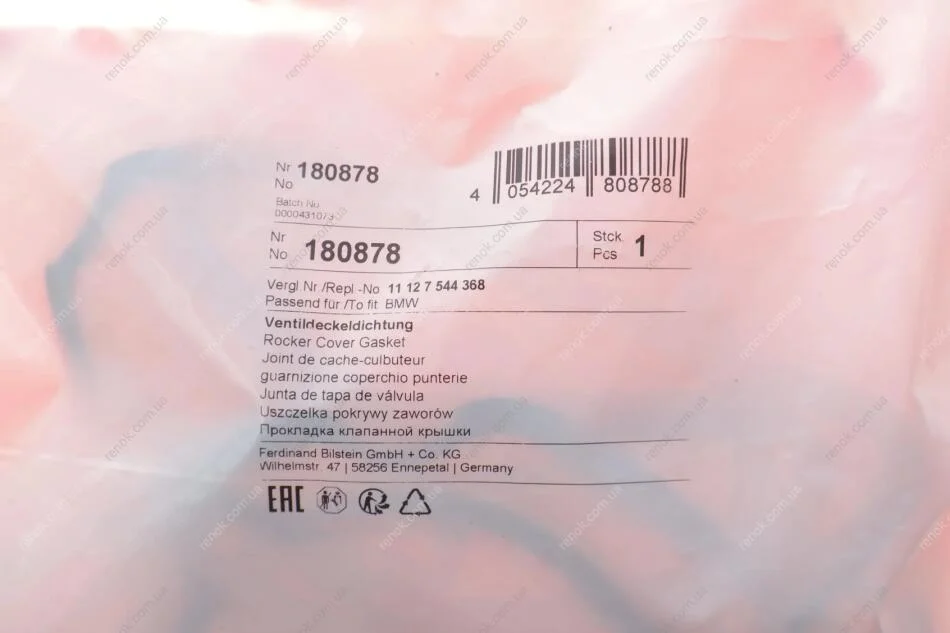 Nr 180878
No
Batch No
0000431073
4 054224 808788
Nr
No 180878
Stck.
Pcs 1
Vergl.Nr./Repl.-No 11 12 7 544 368
Passend für /To fit BMW
Ventildeckeldichtung
Rocker Cover Gasket
Joint de cache-culbuteur
guarnizione coperchio punterie
Junta de tapa de válvula
Uszczelka pokrywy zaworów
Прокладка клапанной крышки
Ferdinand Bilstein GmbH + Co. KG
Wilhelmstr. 47 | 58256 Ennepetal | Germany
EAC
renok.com.ua